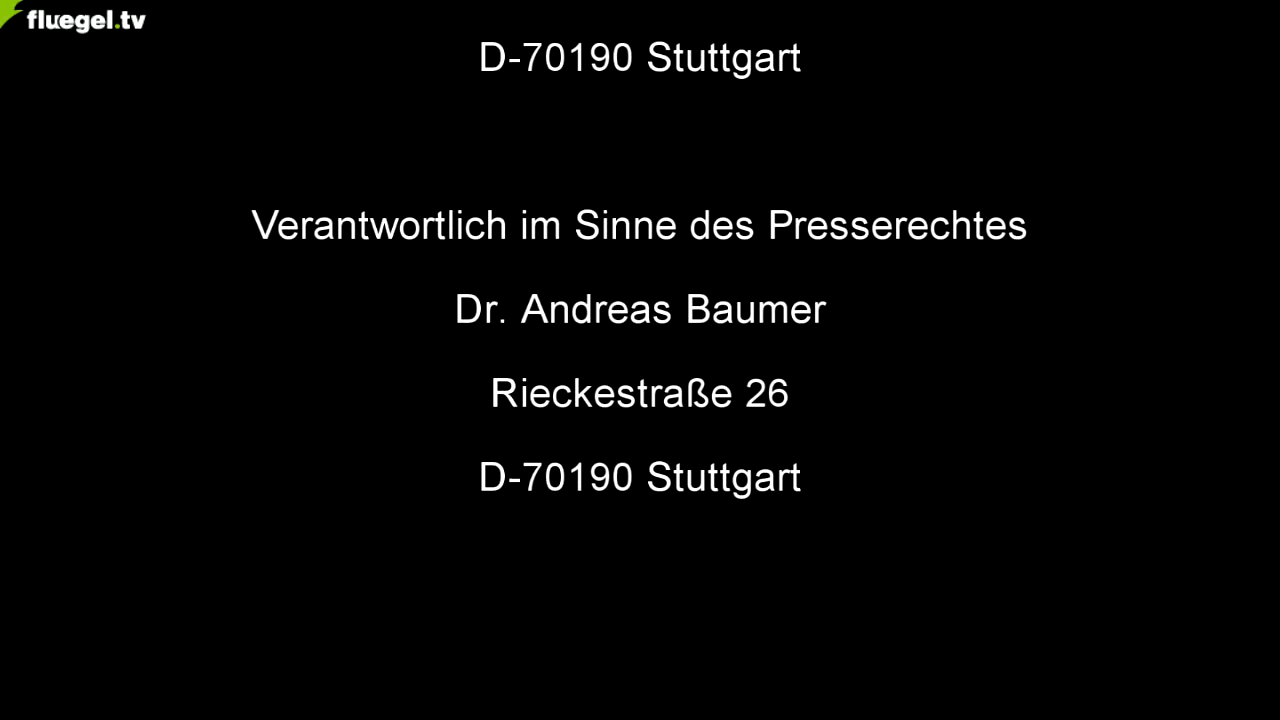 fluegel.tv
D-70190 Stuttgart
Verantwortlich im Sinne des Presserechtes
Dr. Andreas Baumer
Rieckestraße 26
D-70190 Stuttgart